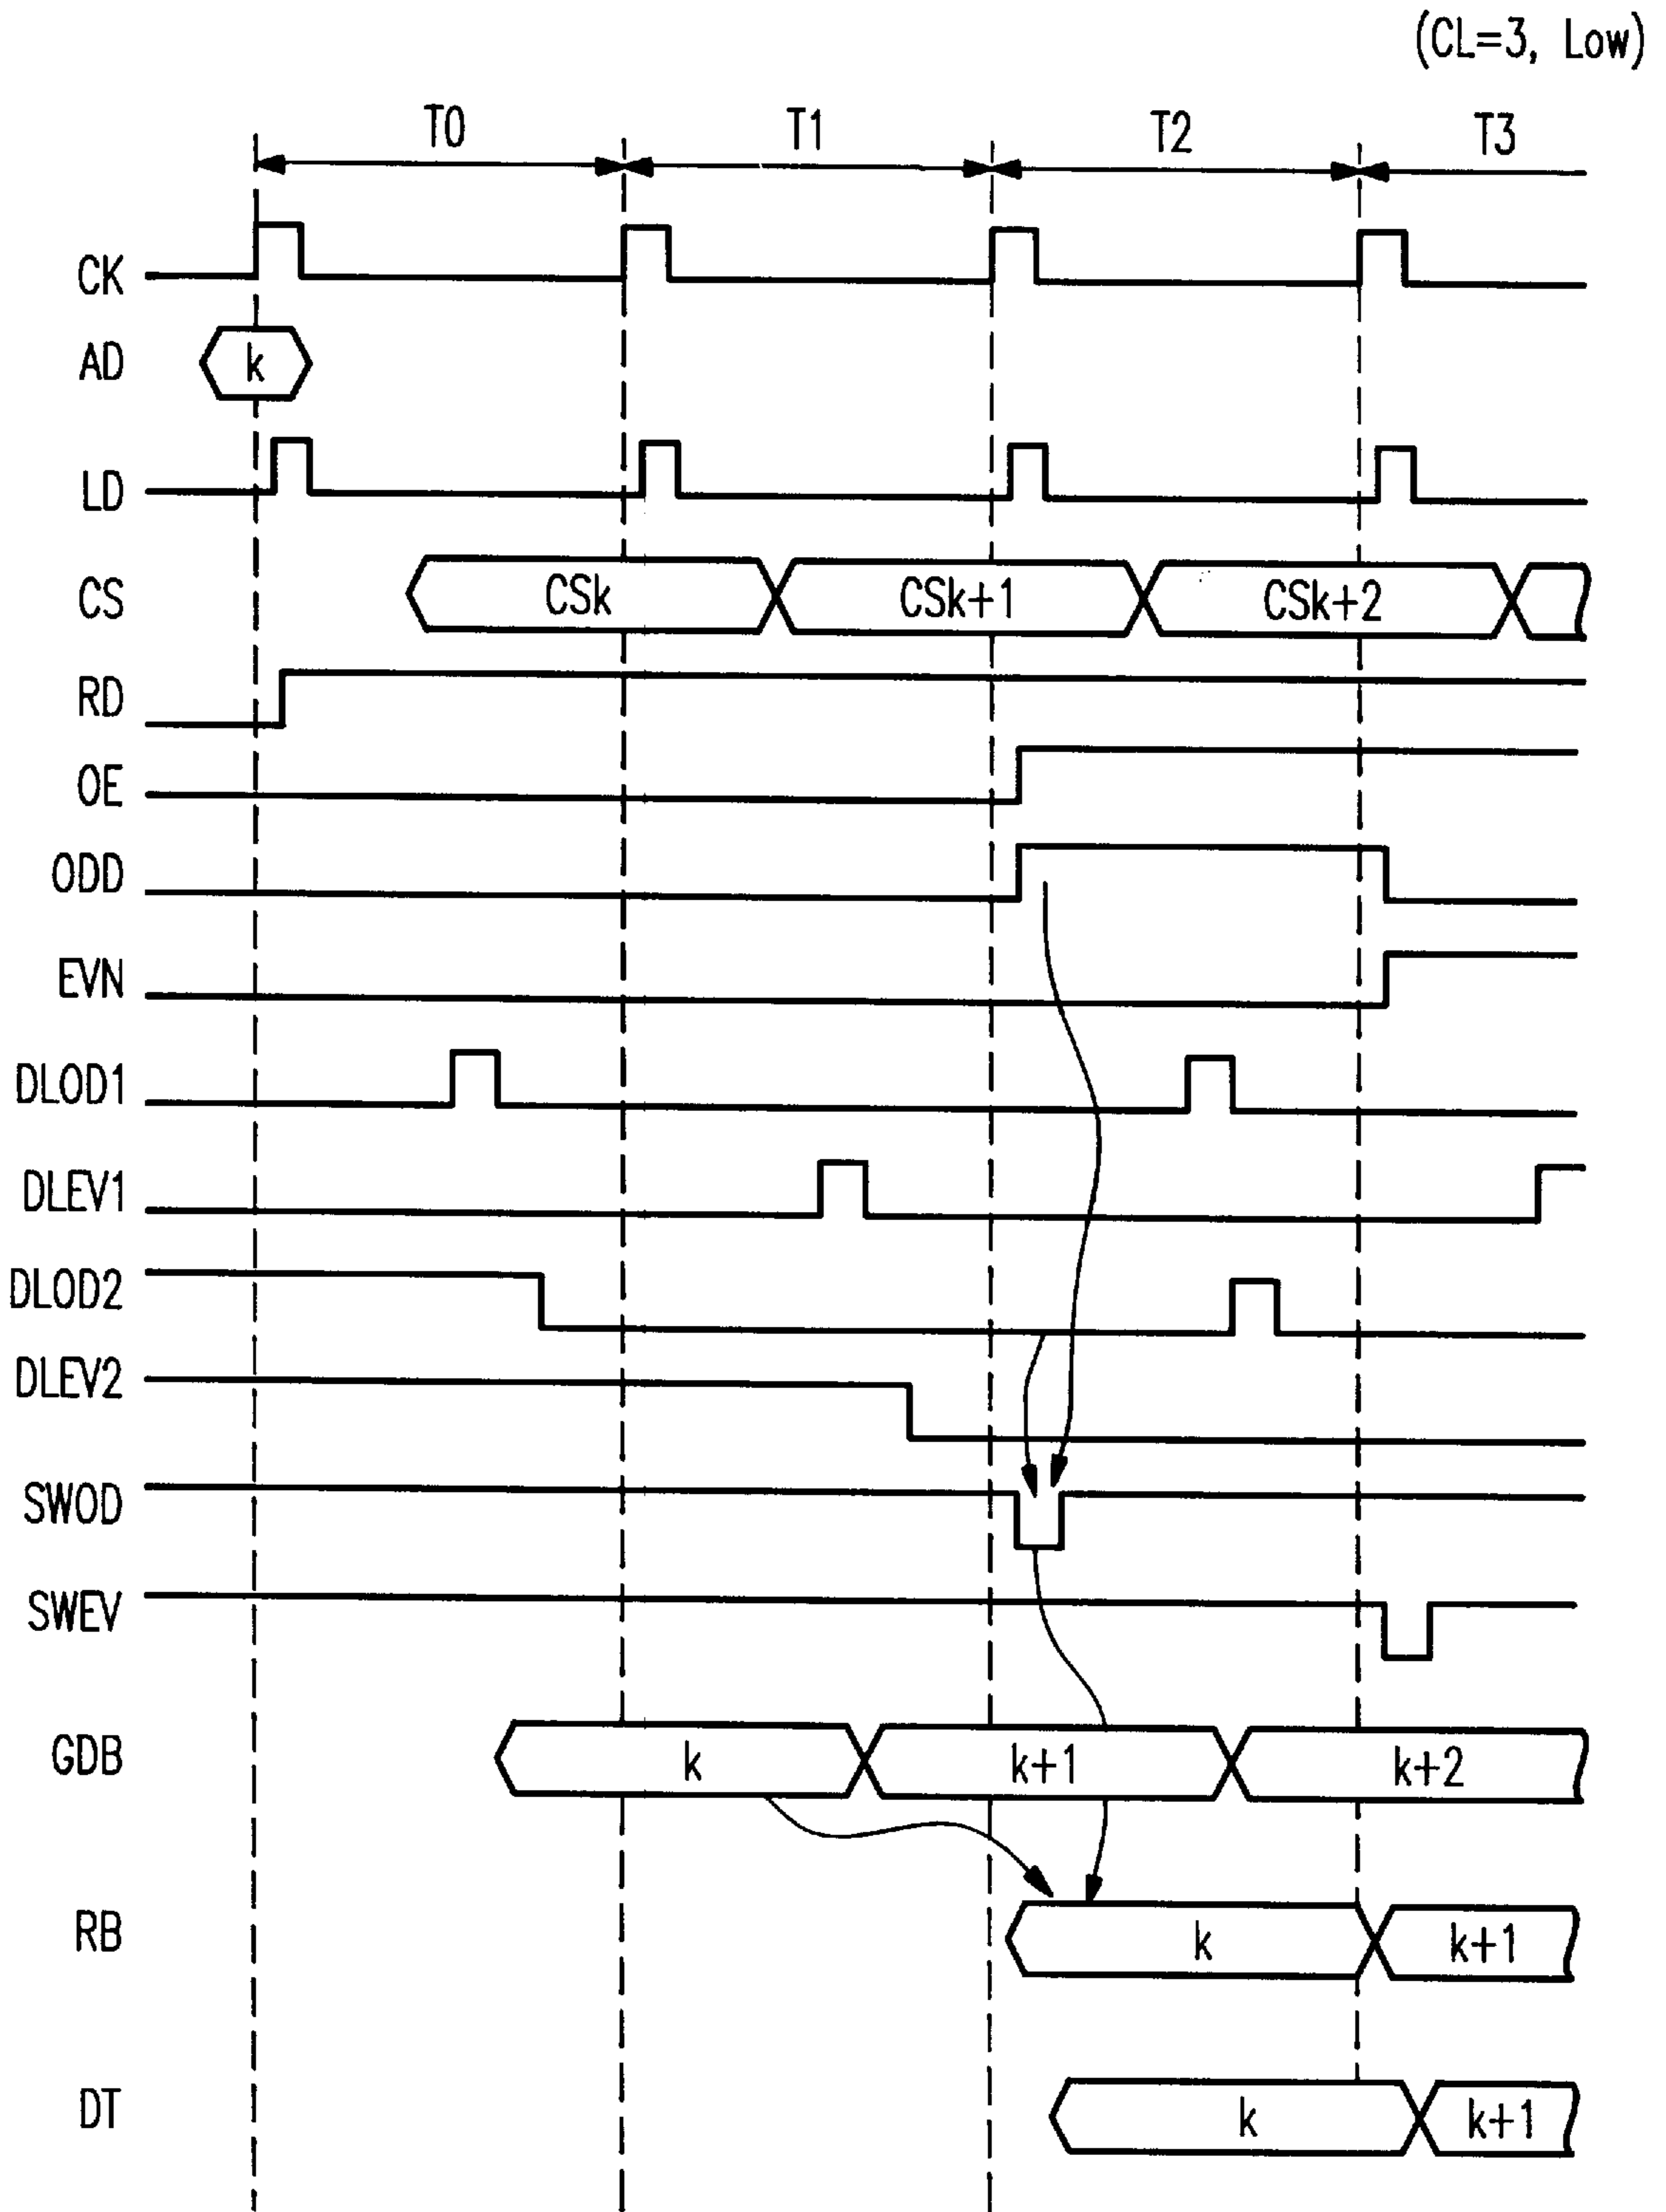 (CL=3, Low)
T0 T1 T2 T3
CK
AD k
LD
CS CSk CSk+1 CSk+2
RD
OE
ODD
EVN
DLOD1
DLEV1
DLOD2
DLEV2
SWOD
SWEV
GDB k k+1 k+2
RB k k+1
DT k k+1